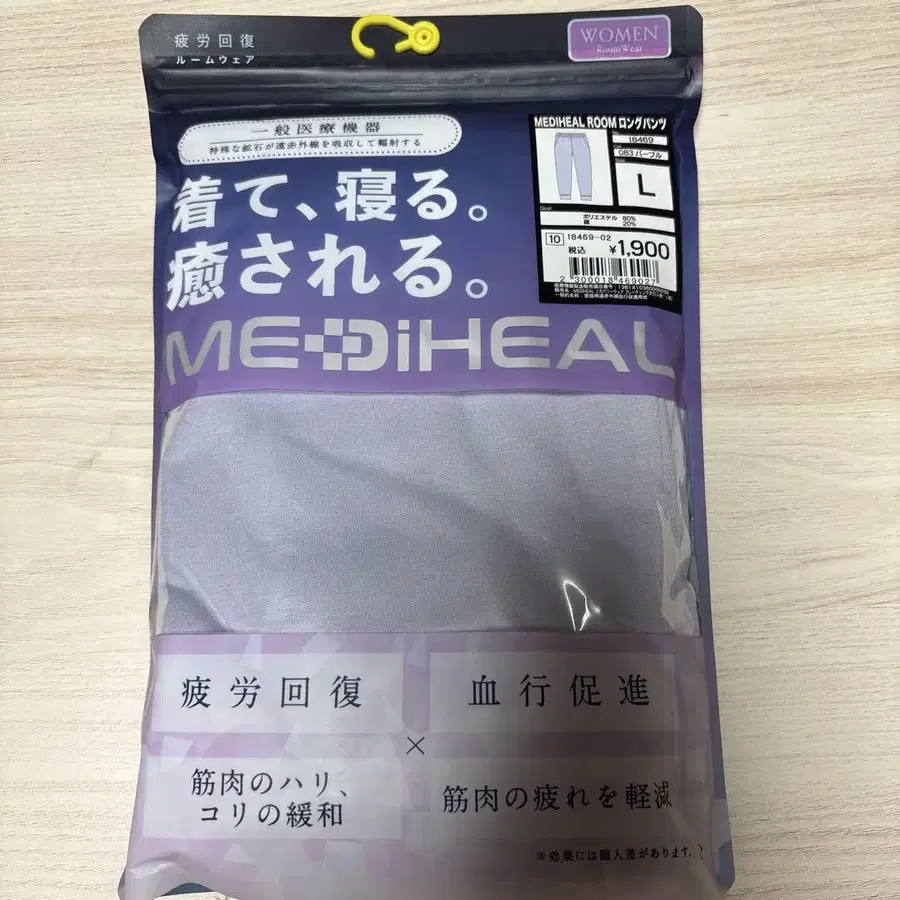 疲労回復
ルームウェア
WOMEN
RoomWear
一般医療機器
特殊な鉱石が遠赤外線を吸収して輻射する
着て、寝る。
癒される。
MEDiHEAL
MEDIHEAL ROOM ロングパンツ
18469
083 パープル
Size
L
Qual.
ポリエステル 80%
綿 20%
10 18469-02
税込 ¥1,900
2300018469027
疲労回復
血行促進
×
筋肉のハリ、
コリの緩和
筋肉の疲れを軽減
※効果には個人差があります。